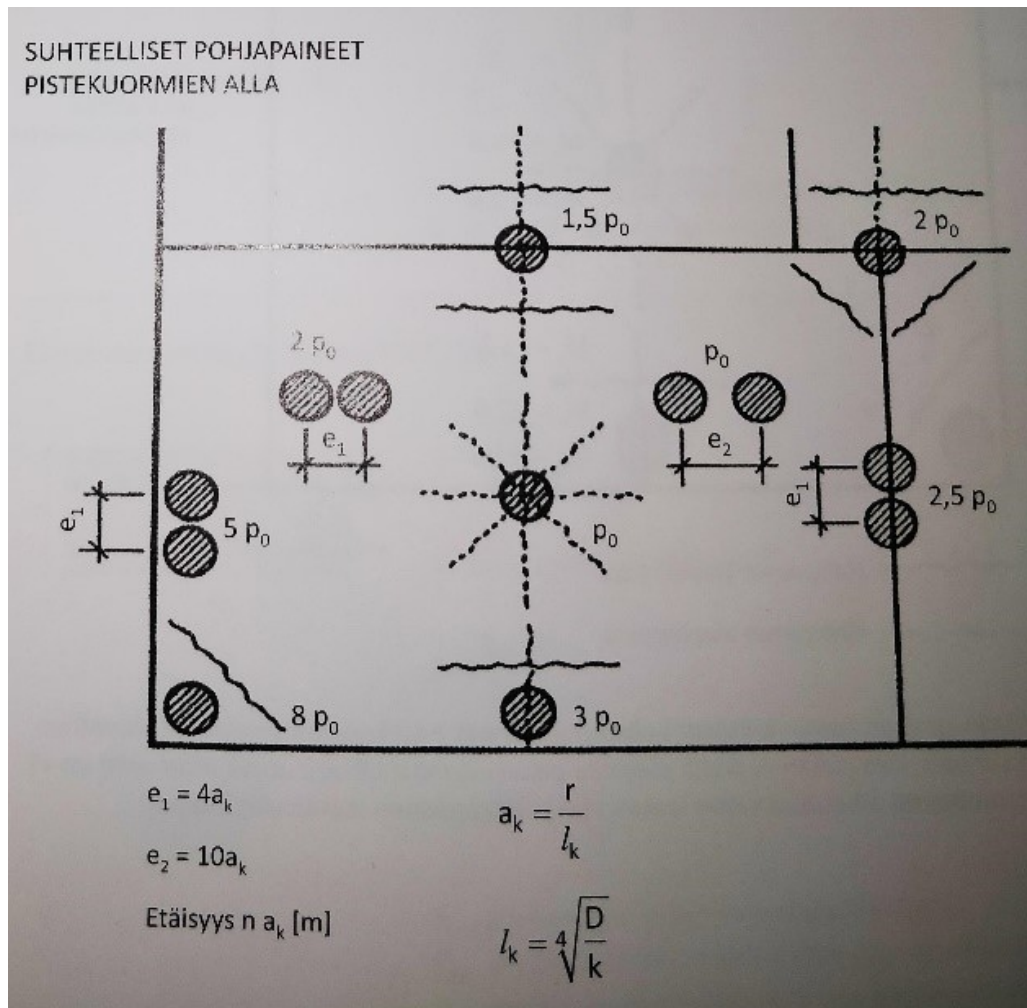 SUHTEELLISET POHJAPAINEET
PISTEKUORMIEN ALLA
1,5 p₀
2 p₀
2 p₀
p₀
e₁
e₂
e₁
5 p₀
p₀
e₁
2,5 p₀
8 p₀
3 p₀
e₁ = 4aₖ
aₖ = r / lₖ
e₂ = 10aₖ
Etäisyys n aₖ [m]
lₖ = ⁴√(D/k)